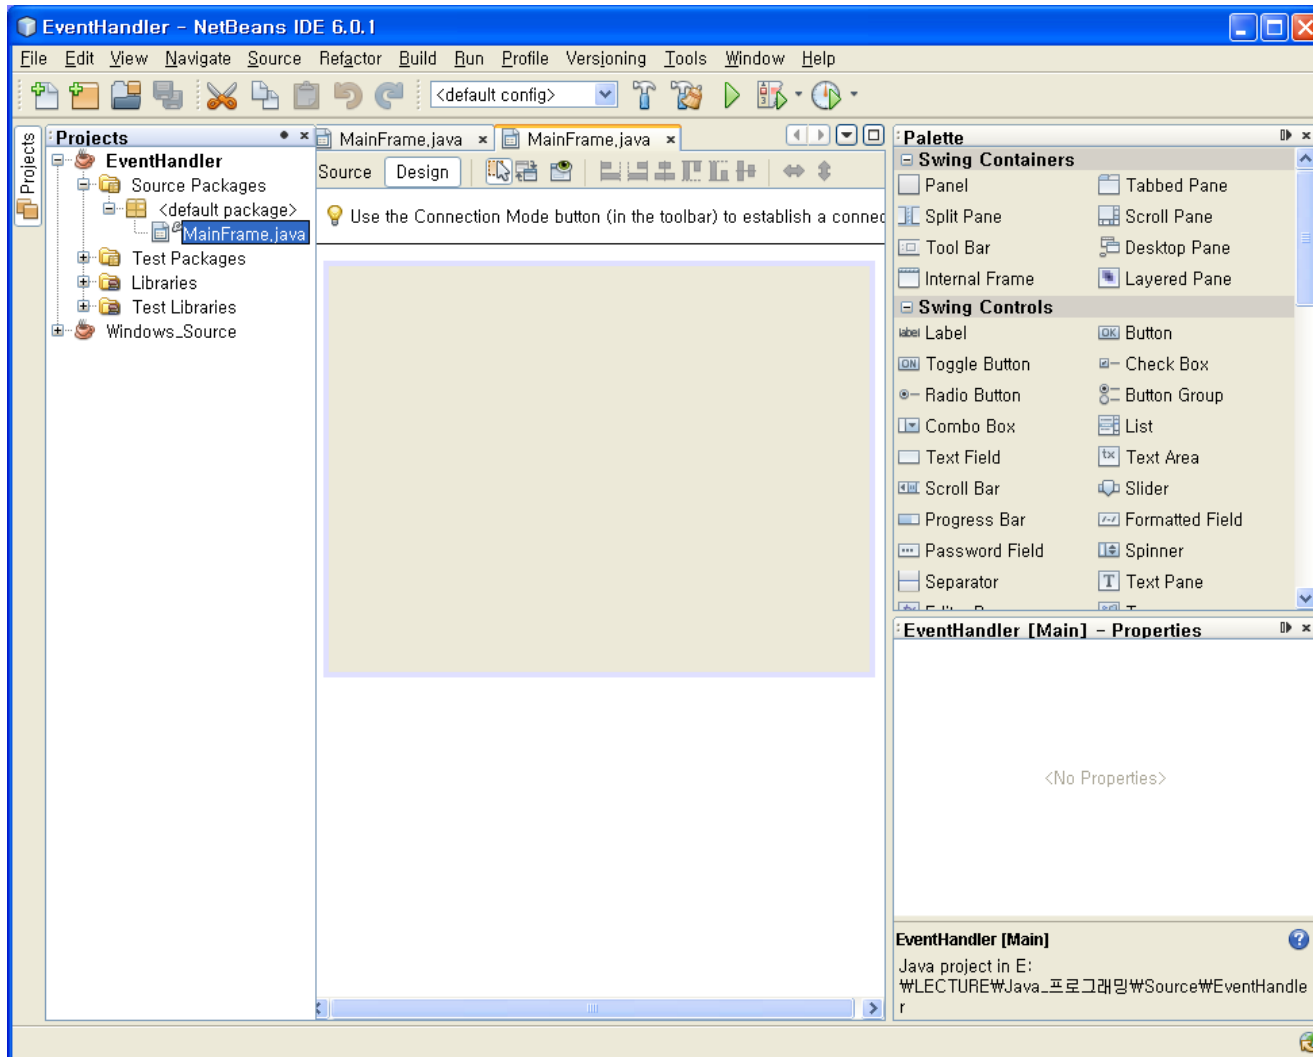 EventHandler - NetBeans IDE 6.0.1
File Edit View Navigate Source Refactor Build Run Profile Versioning Tools Window Help
<default config>
Projects
Projects
EventHandler
Source Packages
<default package>
MainFrame.java
Test Packages
Libraries
Test Libraries
Windows_Source
MainFrame.java
MainFrame.java
Source Design
Use the Connection Mode button (in the toolbar) to establish a connec
Palette
Swing Containers
Panel Tabbed Pane
Split Pane Scroll Pane
Tool Bar Desktop Pane
Internal Frame Layered Pane
Swing Controls
label Label OK Button
ON Toggle Button Check Box
Radio Button Button Group
Combo Box List
Text Field tx Text Area
Scroll Bar Slider
Progress Bar Formatted Field
Password Field Spinner
Separator T Text Pane
EventHandler [Main] - Properties
<No Properties>
EventHandler [Main]
Java project in E:
₩LECTURE₩Java_프로그래밍₩Source₩EventHandle
r